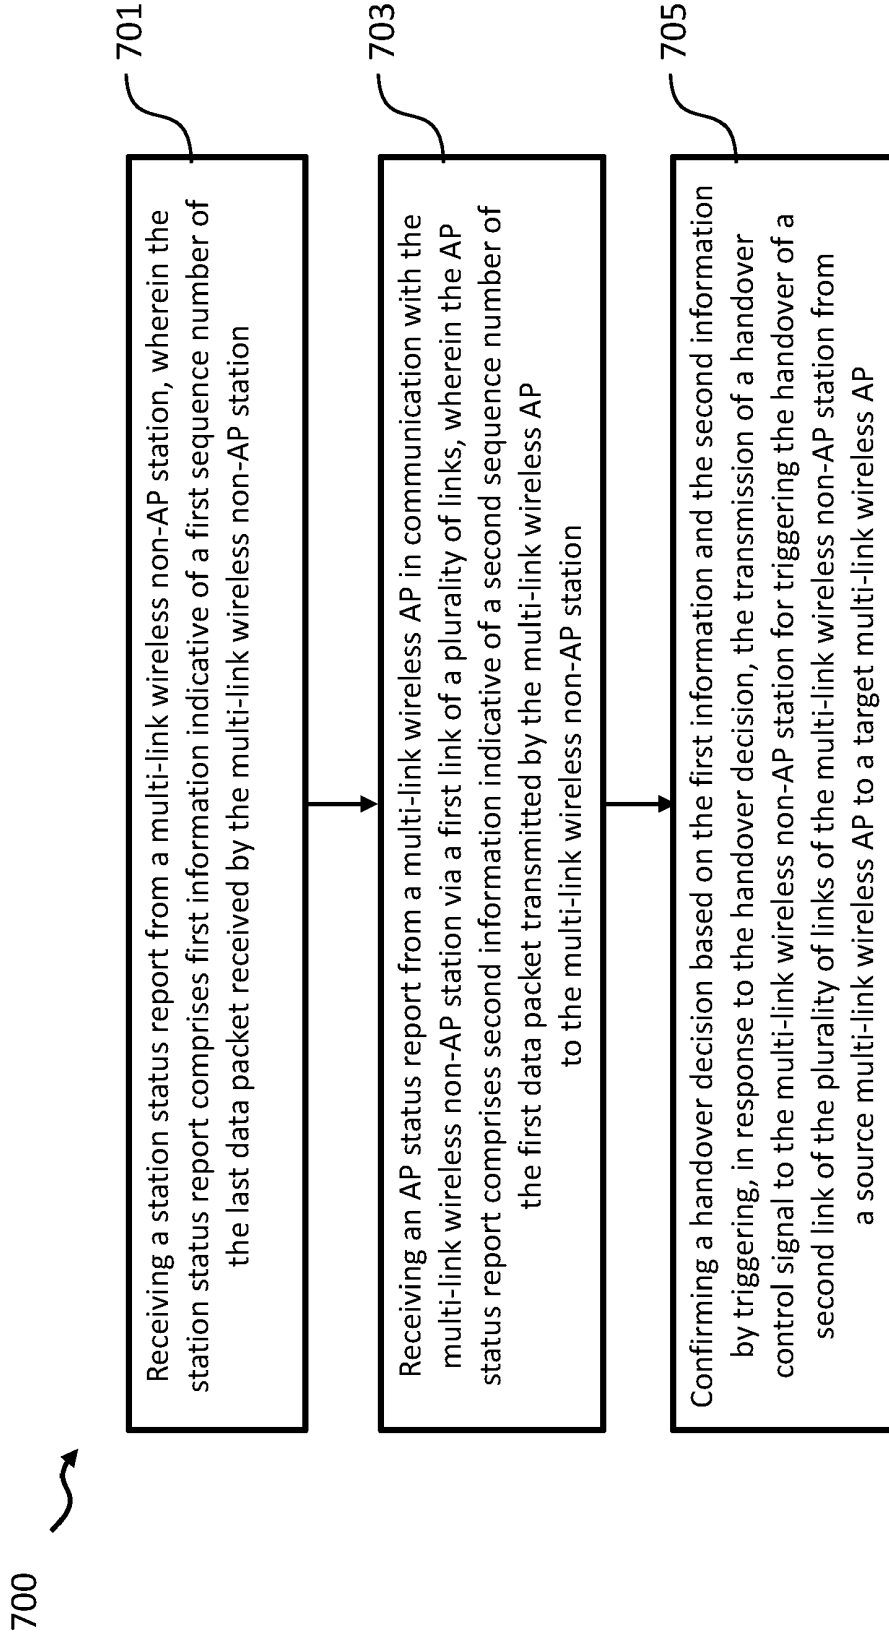 700
701
Receiving a station status report from a multi-link wireless non-AP station, wherein the
station status report comprises first information indicative of a first sequence number of
the last data packet received by the multi-link wireless non-AP station
703
Receiving an AP status report from a multi-link wireless AP in communication with the
multi-link wireless non-AP station via a first link of a plurality of links, wherein the AP
status report comprises second information indicative of a second sequence number of
the first data packet transmitted by the multi-link wireless AP
to the multi-link wireless non-AP station
705
Confirming a handover decision based on the first information and the second information
by triggering, in response to the handover decision, the transmission of a handover
control signal to the multi-link wireless non-AP station for triggering the handover of a
second link of the plurality of links of the multi-link wireless non-AP station from
a source multi-link wireless AP to a target multi-link wireless AP